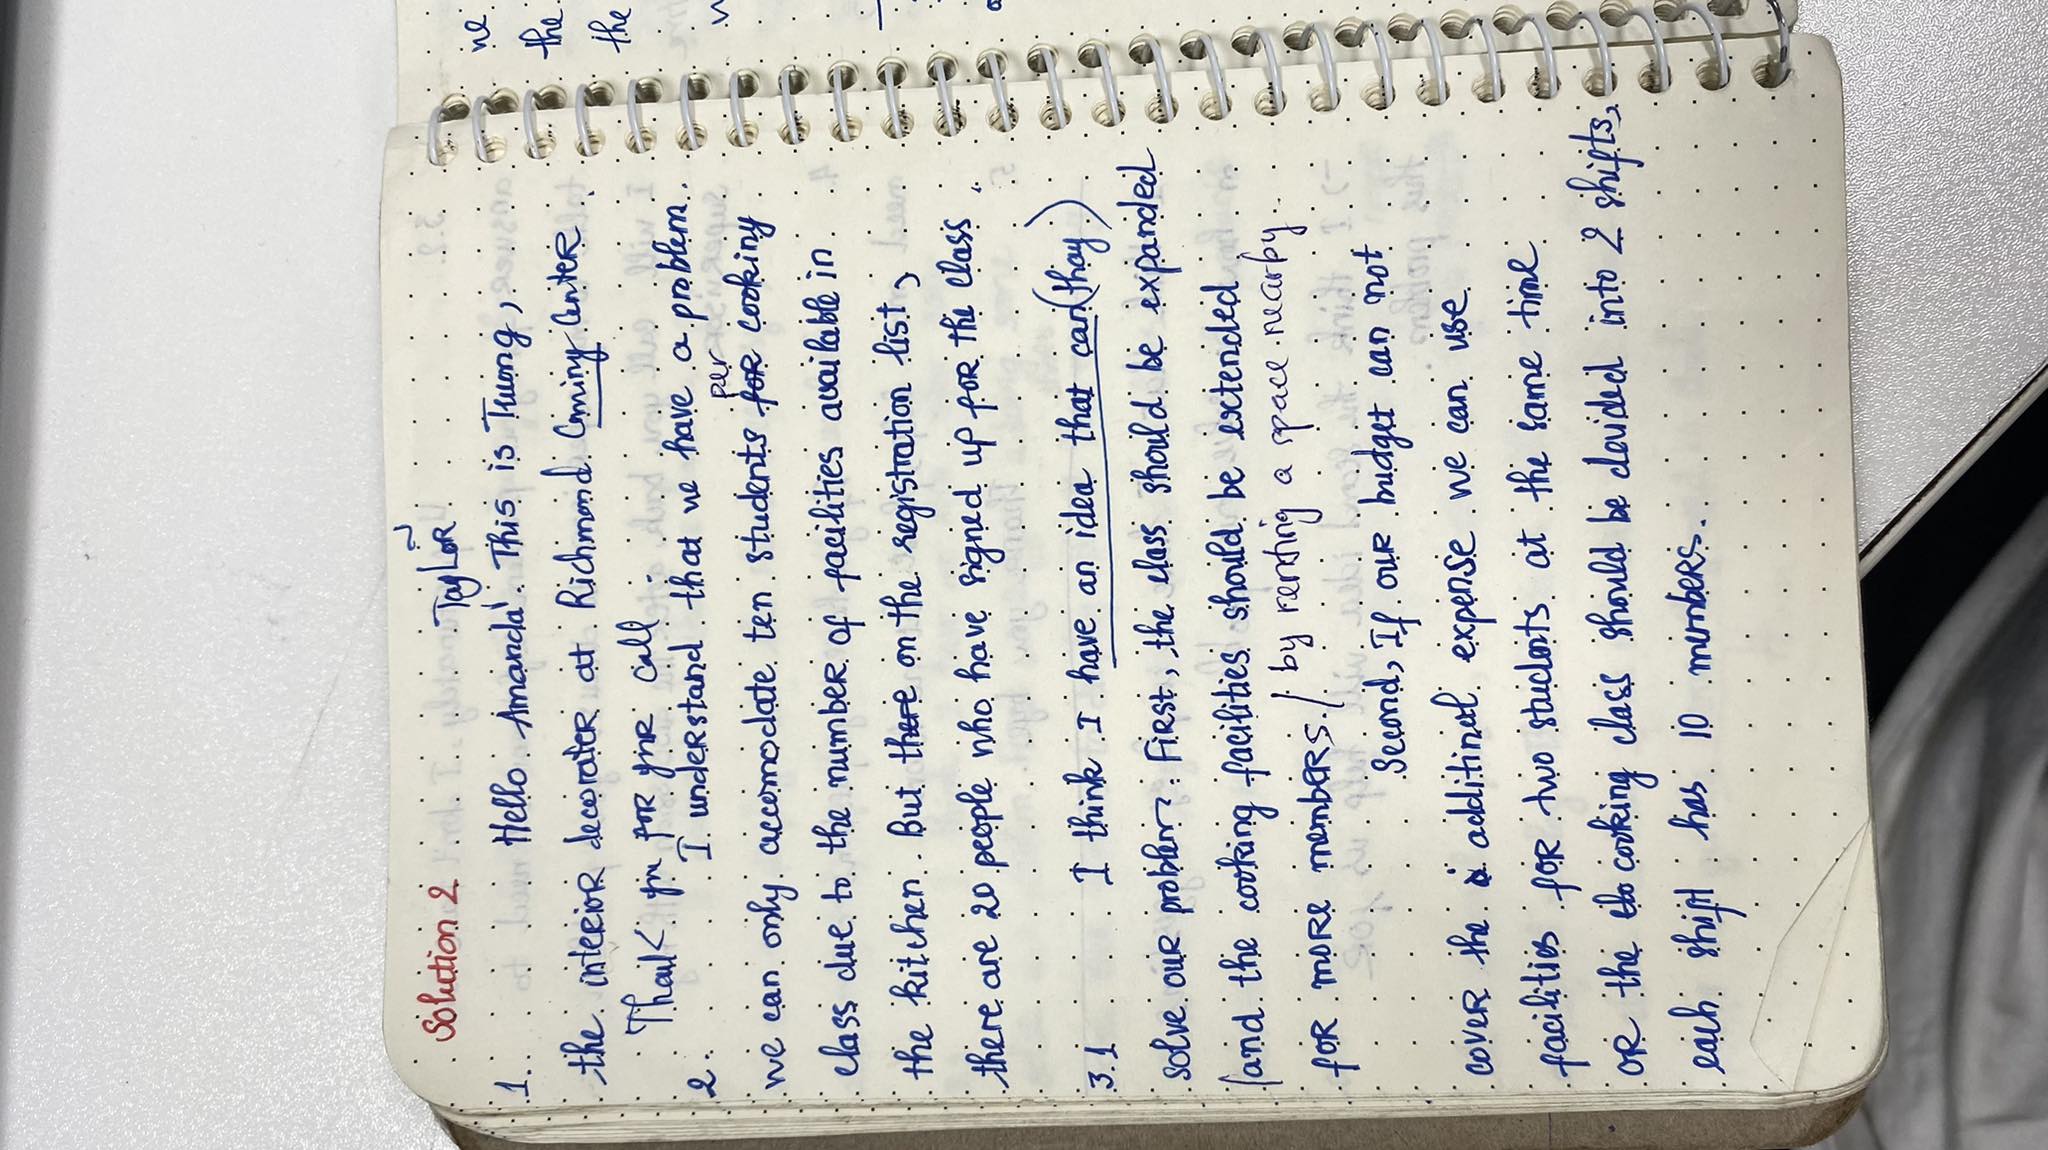 Solution 2
Taylor
1. Hello Amanda! This is Truong,
the interior decorater at Richmond Coming Center.
Thank you for your call.
2. I understand that we have a problem.
per
we can only accomodate ten students for cooking
class due to the number of facilities available in
the kitchen. But there on the registration list,
there are 20 people who have signed up for the class.
3.1 I think I have an idea that can (thay)
solve our problem. First, the class should be expanded
(and the cooking facilities should be extended
for more members.) by renting a space nearby.
Second, If our budget can not
cover the additinal expense we can use
facilities for two students at the same time
or the cooking class should be devided into 2 shifts,
each shift has 10 members.
we
the
the